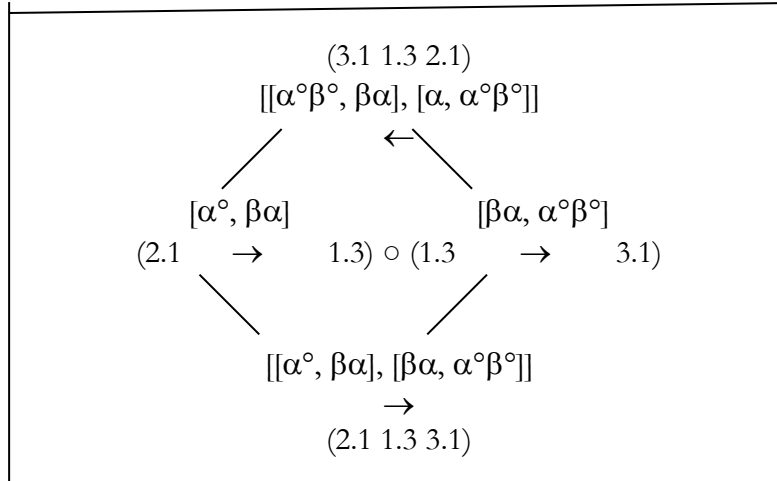 (3.1 1.3 2.1)
[[α°β°, βα], [α, α°β°]]
←
[α°, βα] [βα, α°β°]
(2.1 → 1.3) ○ (1.3 → 3.1)
[[α°, βα], [βα, α°β°]]
→
(2.1 1.3 3.1)